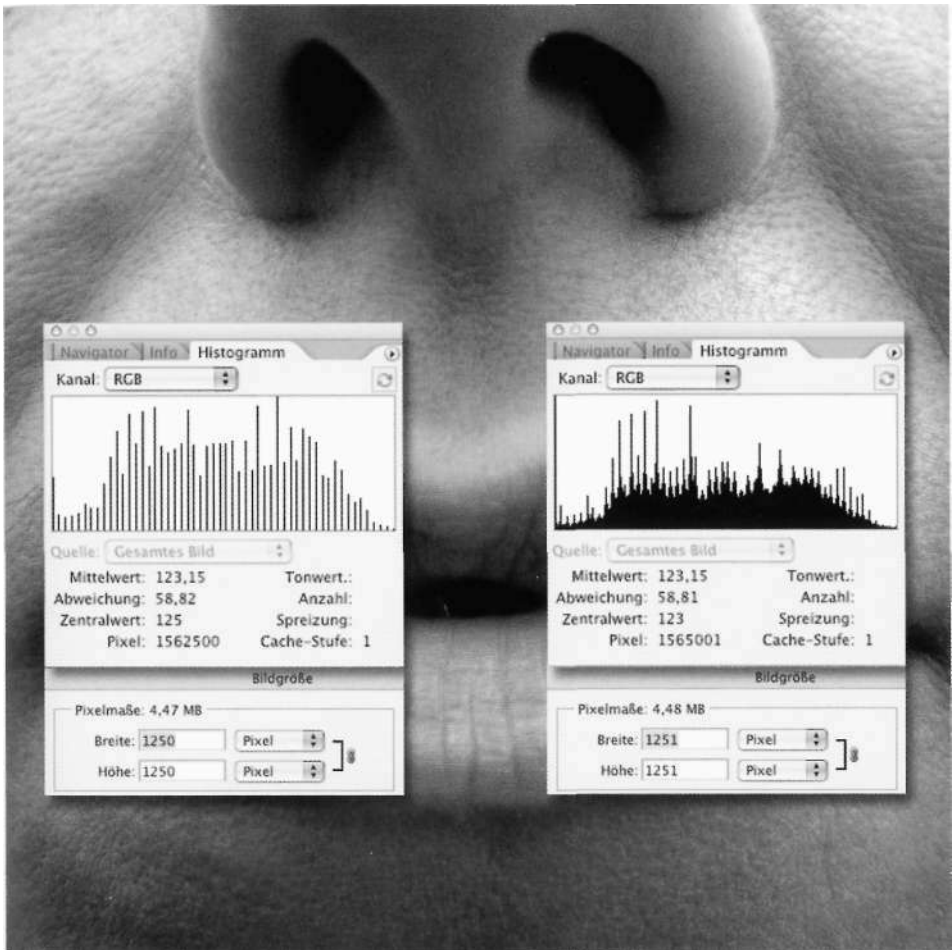 Navigator Info Histogramm
Kanal: RGB
Quelle: Gesamtes Bild
Mittelwert: 123,15 Tonwert.:
Abweichung: 58,82 Anzahl:
Zentralwert: 125 Spreizung:
Pixel: 1562500 Cache-Stufe: 1
Bildgröße
Pixelmaße: 4,47 MB
Breite: 1250 Pixel
Höhe: 1250 Pixel
Navigator Info Histogramm
Kanal: RGB
Quelle: Gesamtes Bild
Mittelwert: 123,15 Tonwert.:
Abweichung: 58,81 Anzahl:
Zentralwert: 123 Spreizung:
Pixel: 1565001 Cache-Stufe: 1
Bildgröße
Pixelmaße: 4,48 MB
Breite: 1251 Pixel
Höhe: 1251 Pixel